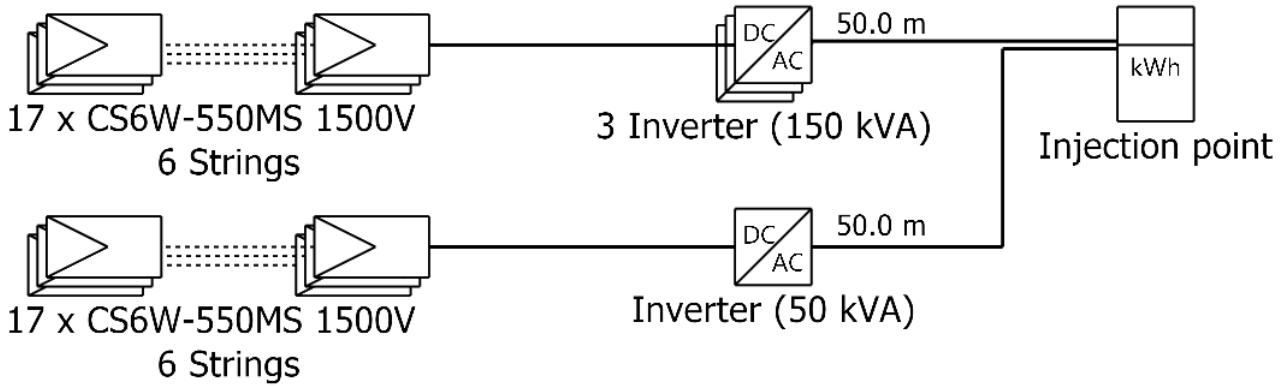 DC
AC
50.0 m
kWh
17 x CS6W-550MS 1500V
6 Strings
3 Inverter (150 kVA)
Injection point
DC
AC
50.0 m
17 x CS6W-550MS 1500V
6 Strings
Inverter (50 kVA)